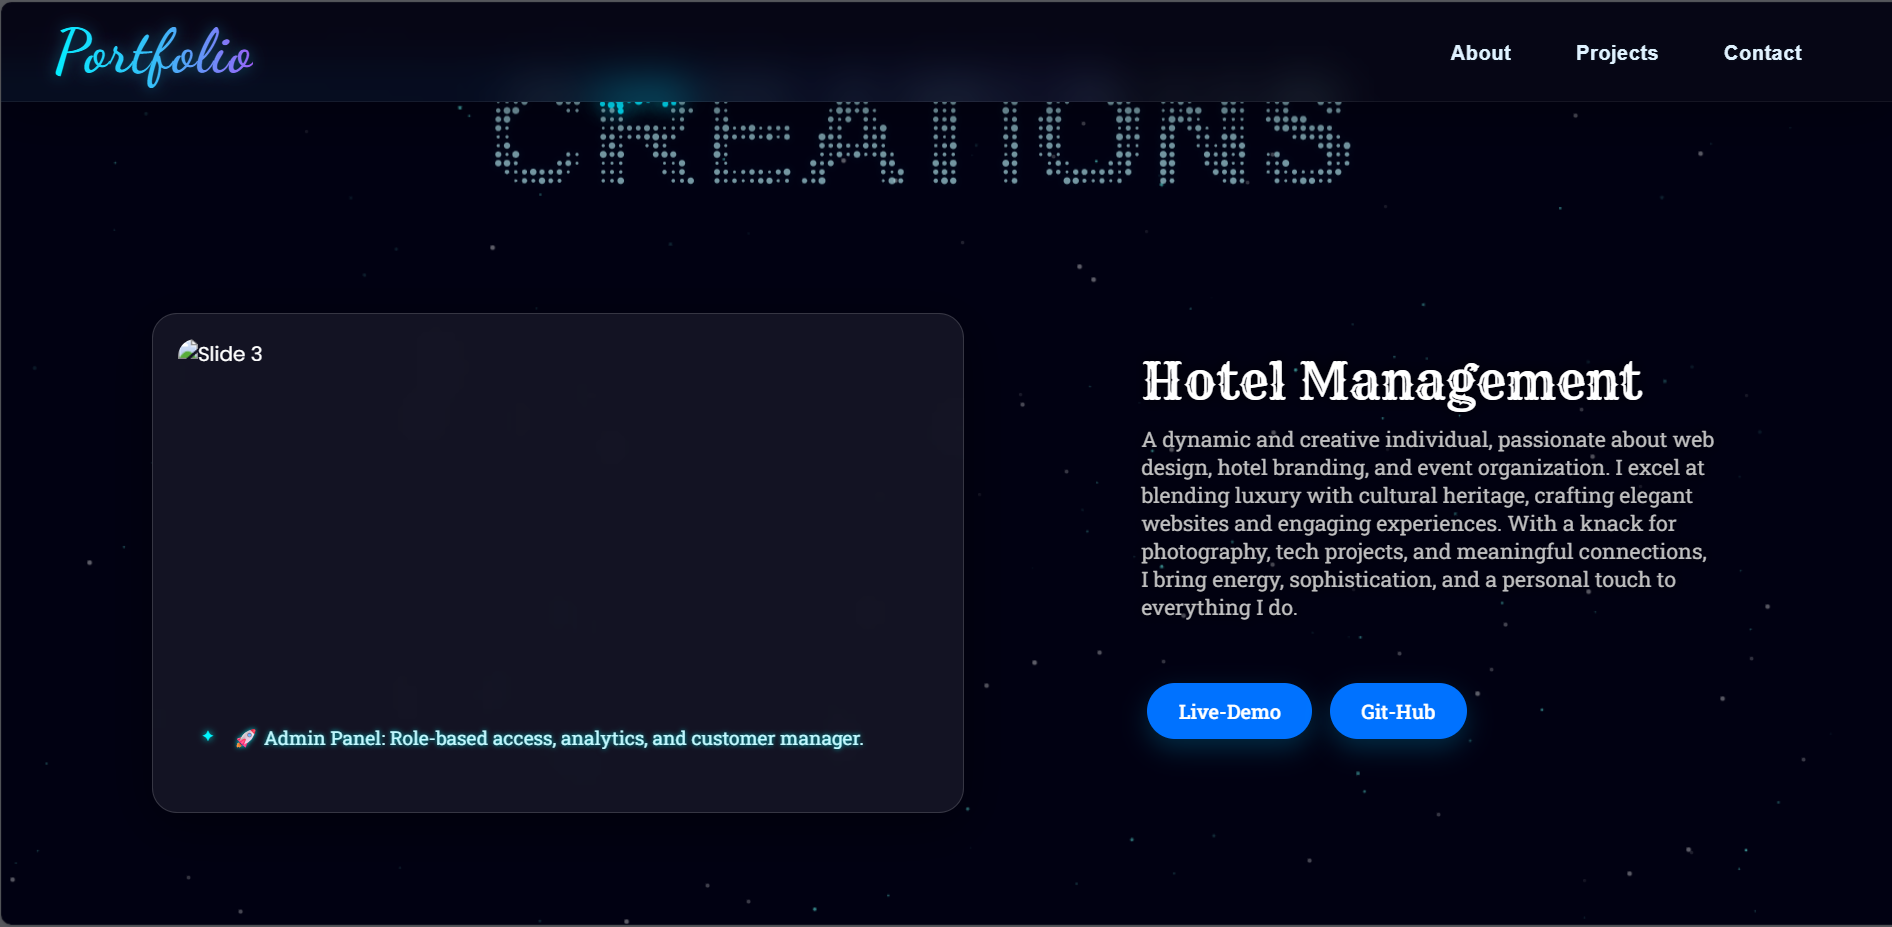 Portfolio
About
Projects
Contact
CREATIONS
Slide 3
🚀 Admin Panel: Role-based access, analytics, and customer manager.
Hotel Management
A dynamic and creative individual, passionate about web
design, hotel branding, and event organization. I excel at
blending luxury with cultural heritage, crafting elegant
websites and engaging experiences. With a knack for
photography, tech projects, and meaningful connections,
I bring energy, sophistication, and a personal touch to
everything I do.
Live-Demo
Git-Hub